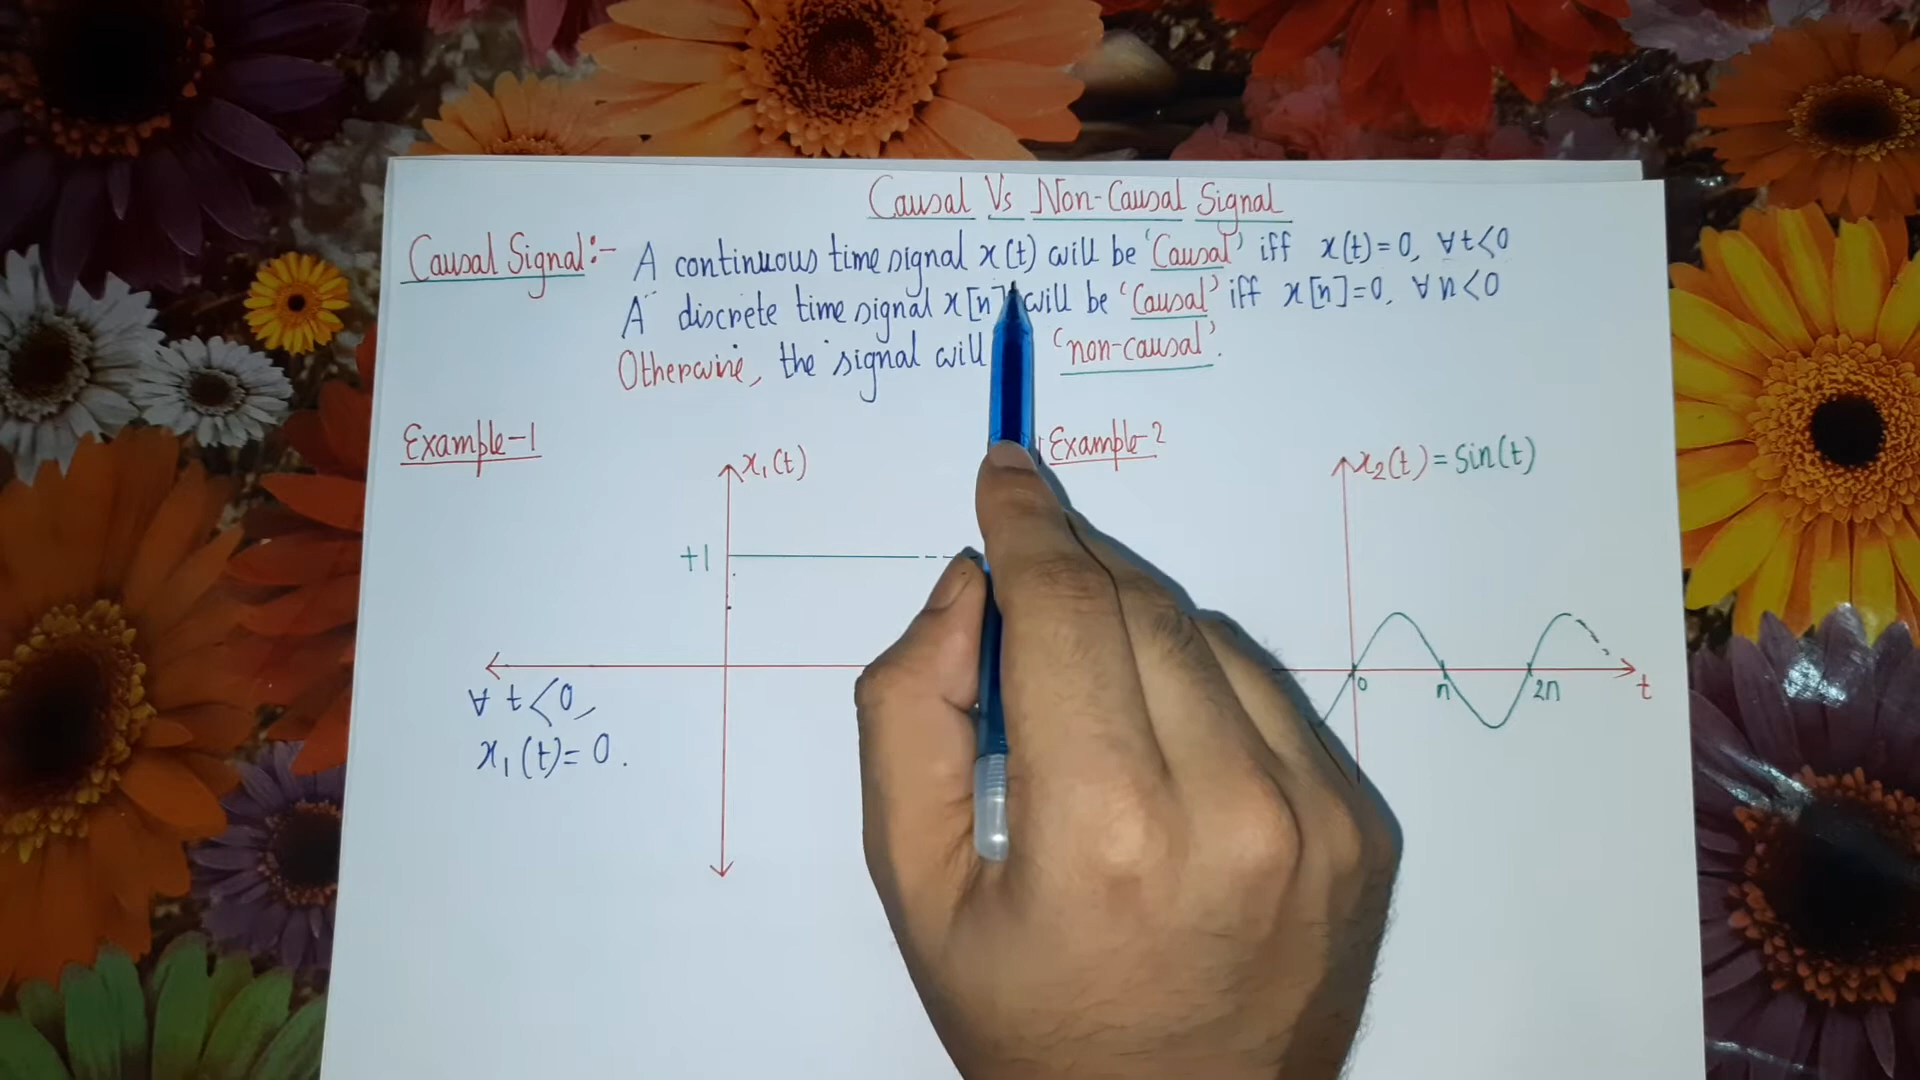 Causal Vs Non-Causal Signal
Causal Signal:- A continuous time signal x(t) will be 'Causal' iff x(t)=0, ∀t<0
A discrete time signal x[n] will be 'Causal' iff x[n]=0, ∀n<0
Otherwise, the signal will 'non-causal'.
Example-1
x₁(t)
+1
∀ t<0,
x₁(t)=0.
Example-2
x₂(t)=Sin(t)
0 π 2π t